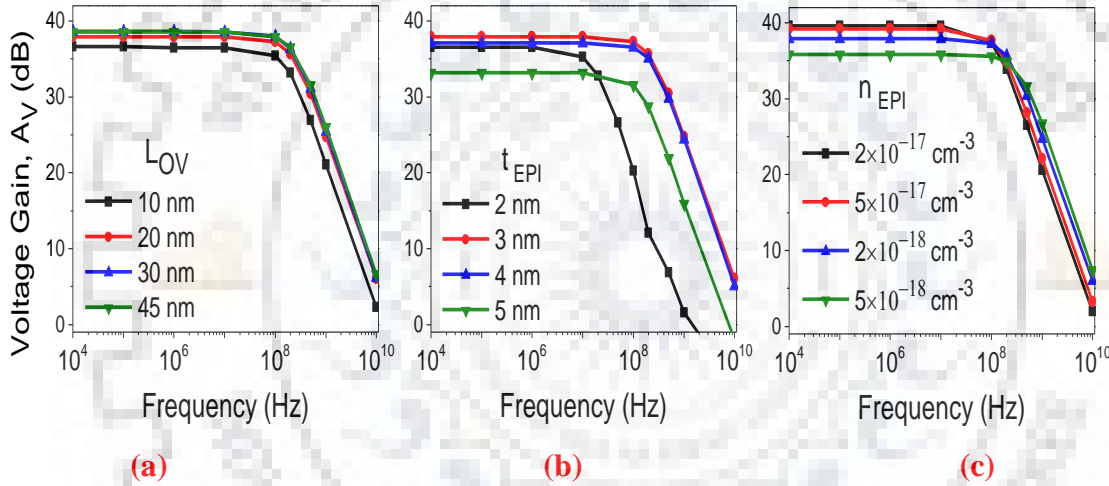 Voltage Gain, A_V (dB)
40
30
20
10
0
L_OV
10 nm
20 nm
30 nm
45 nm
10^4 10^6 10^8 10^10
Frequency (Hz)
(a)
40
30
20
10
0
t_EPI
2 nm
3 nm
4 nm
5 nm
10^4 10^6 10^8 10^10
Frequency (Hz)
(b)
40
30
20
10
0
n_EPI
2×10^-17 cm^-3
5×10^-17 cm^-3
2×10^-18 cm^-3
5×10^-18 cm^-3
10^4 10^6 10^8 10^10
Frequency (Hz)
(c)